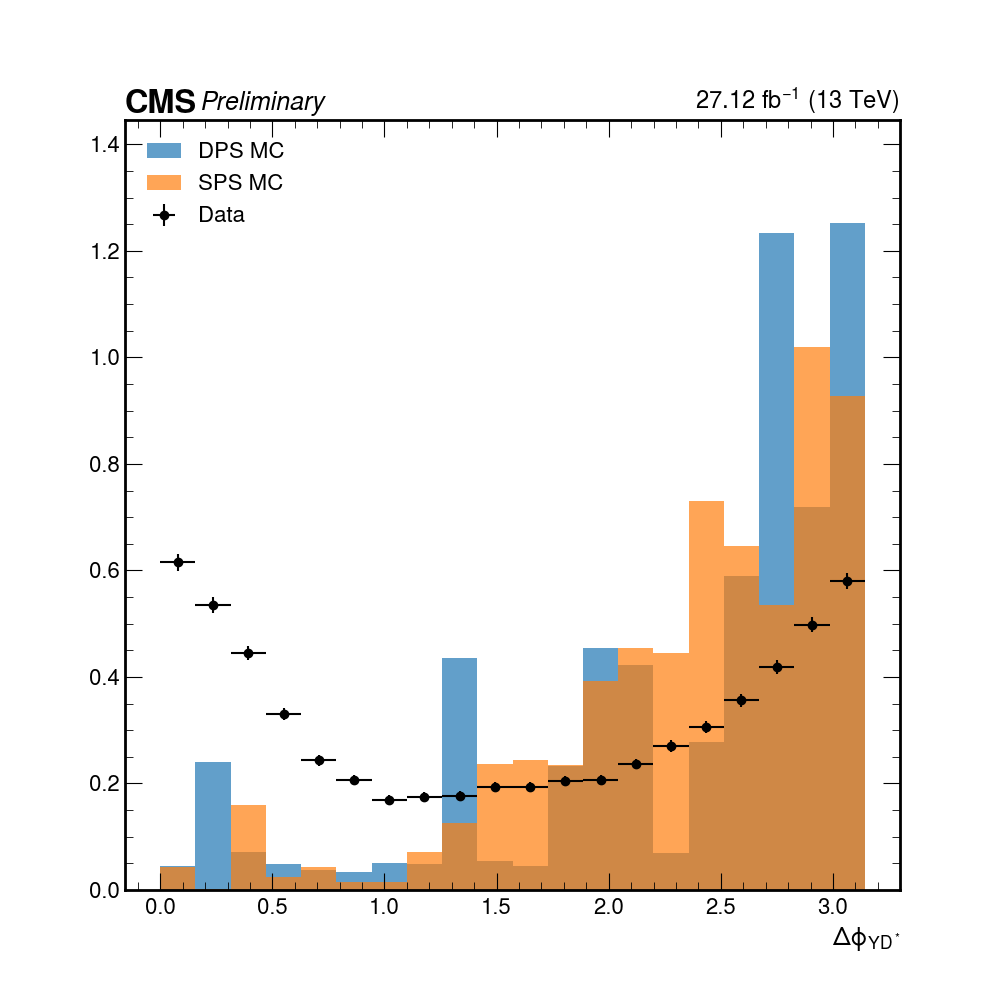 CMS Preliminary 27.12 fb⁻¹ (13 TeV)
1.4
DPS MC
SPS MC
Data
1.2
1.0
0.8
0.6
0.4
0.2
0.0
0.0 0.5 1.0 1.5 2.0 2.5 3.0
Δϕ_YD*